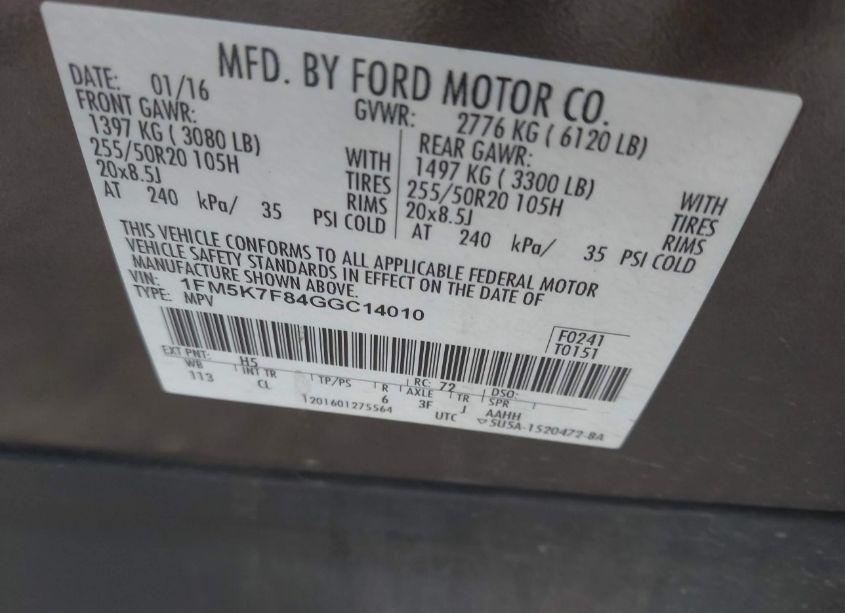 MFD. BY FORD MOTOR CO.
DATE: 01/16
GVWR: 2776 KG ( 6120 LB)
FRONT GAWR:
1397 KG ( 3080 LB)
255/50R20 105H
20x8.5J
AT 240 kPa/ 35 PSI COLD
WITH
TIRES
RIMS
REAR GAWR:
1497 KG ( 3300 LB)
255/50R20 105H
20x8.5J
AT 240 kPa/ 35 PSI COLD
WITH
TIRES
RIMS
THIS VEHICLE CONFORMS TO ALL APPLICABLE FEDERAL MOTOR
VEHICLE SAFETY STANDARDS IN EFFECT ON THE DATE OF
MANUFACTURE SHOWN ABOVE.
VIN: 1FM5K7F84GGC14010
TYPE: MPV
F0241
T0151
EXT PNT: H5 RC: 72 DSO:
WB INT TR TP/PS R AXLE TR SPR
113 CL 6 3F J AAHH
1201601275564 UTC ▽5U5A-1520472-BA